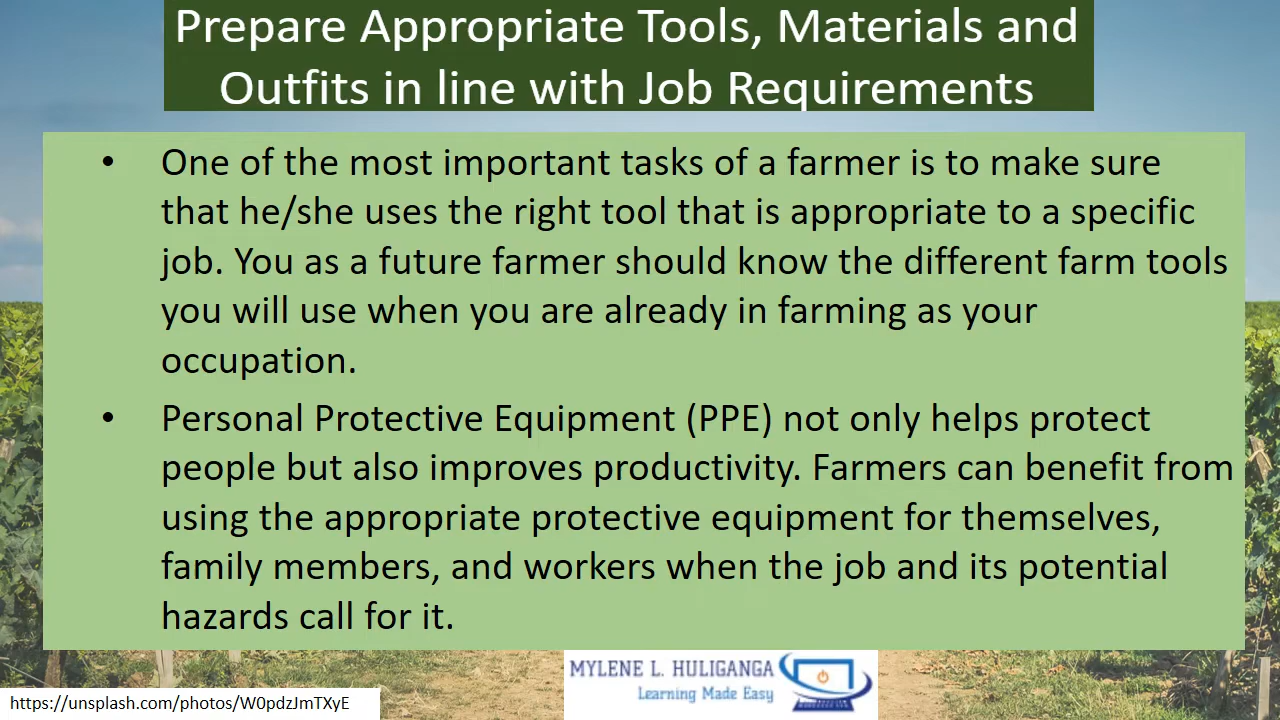 Prepare Appropriate Tools, Materials and
Outfits in line with Job Requirements
• One of the most important tasks of a farmer is to make sure
that he/she uses the right tool that is appropriate to a specific
job. You as a future farmer should know the different farm tools
you will use when you are already in farming as your
occupation.
• Personal Protective Equipment (PPE) not only helps protect
people but also improves productivity. Farmers can benefit from
using the appropriate protective equipment for themselves,
family members, and workers when the job and its potential
hazards call for it.
MYLENE L. HULIGANGA
Learning Made Easy
https://unsplash.com/photos/W0pdzJmTXyE